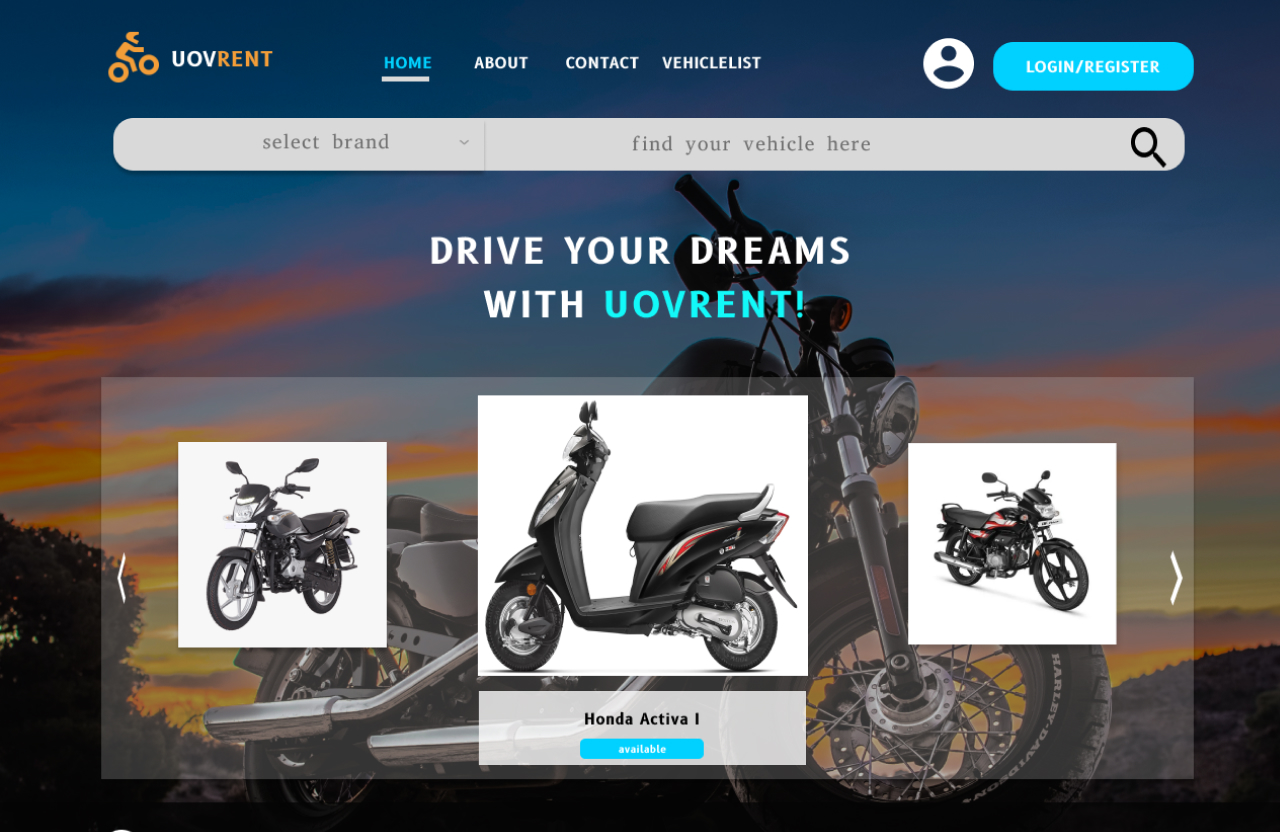 UOVRENT
HOME ABOUT CONTACT VEHICLELIST
LOGIN/REGISTER
select brand
find your vehicle here
DRIVE YOUR DREAMS
WITH UOVRENT!
HARLEY-DAVIDSON
Honda Activa I
available